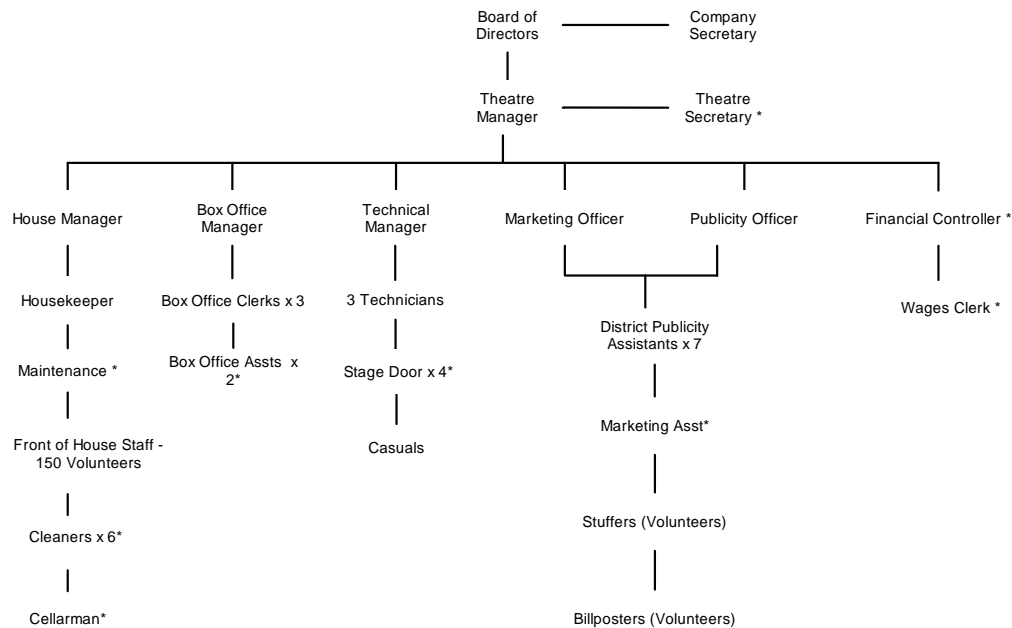 Board of
Directors
Company
Secretary
Theatre
Manager
Theatre
Secretary *
House Manager
Box Office
Manager
Technical
Manager
Marketing Officer
Publicity Officer
Financial Controller *
Housekeeper
Box Office Clerks x 3
3 Technicians
District Publicity
Assistants x 7
Wages Clerk *
Maintenance *
Box Office Assts x
2*
Stage Door x 4*
Marketing Asst*
Front of House Staff -
150 Volunteers
Casuals
Stuffers (Volunteers)
Cleaners x 6*
Cellarman*
Billposters (Volunteers)